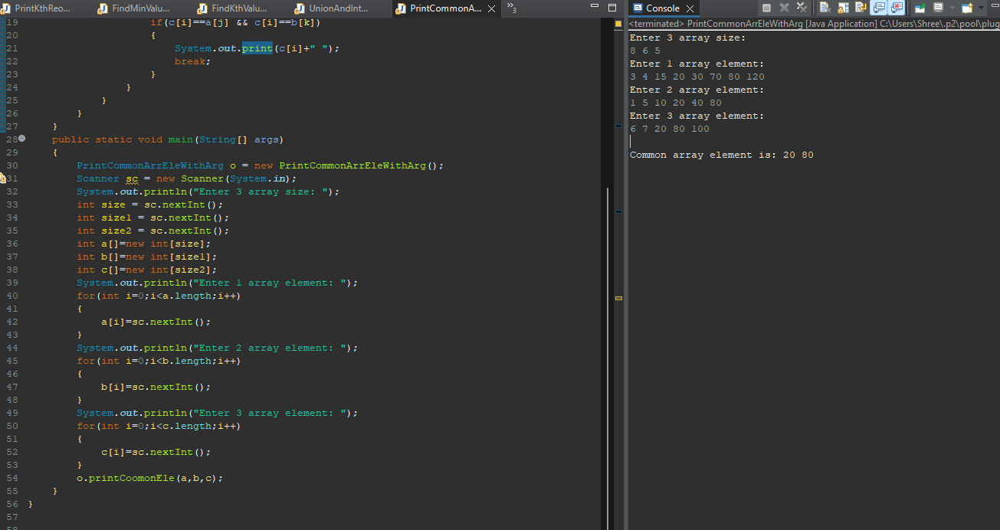 PrintKthReo...
FindMinValu...
FindKthValu...
UnionAndInt...
PrintCommonA...
»3
19 if(c[i]==a[j] && c[i]==b[k])
20 {
21 System.out.print(c[i]+" ");
22 break;
23 }
24 }
25 }
26 }
27 }
28 public static void main(String[] args)
29 {
30 PrintCommonArrEleWithArg o = new PrintCommonArrEleWithArg();
31 Scanner sc = new Scanner(System.in);
32 System.out.println("Enter 3 array size: ");
33 int size = sc.nextInt();
34 int size1 = sc.nextInt();
35 int size2 = sc.nextInt();
36 int a[]=new int[size];
37 int b[]=new int[size1];
38 int c[]=new int[size2];
39 System.out.println("Enter 1 array element: ");
40 for(int i=0;i<a.length;i++)
41 {
42 a[i]=sc.nextInt();
43 }
44 System.out.println("Enter 2 array element: ");
45 for(int i=0;i<b.length;i++)
46 {
47 b[i]=sc.nextInt();
48 }
49 System.out.println("Enter 3 array element: ");
50 for(int i=0;i<c.length;i++)
51 {
52 c[i]=sc.nextInt();
53 }
54 o.printCoomonEle(a,b,c);
55 }
56 }
57
58
Console
<terminated> PrintCommonArrEleWithArg [Java Application] C:\Users\Shree\.p2\pool\plug
Enter 3 array size:
8 6 5
Enter 1 array element:
3 4 15 20 30 70 80 120
Enter 2 array element:
1 5 10 20 40 80
Enter 3 array element:
6 7 20 80 100
Common array element is: 20 80